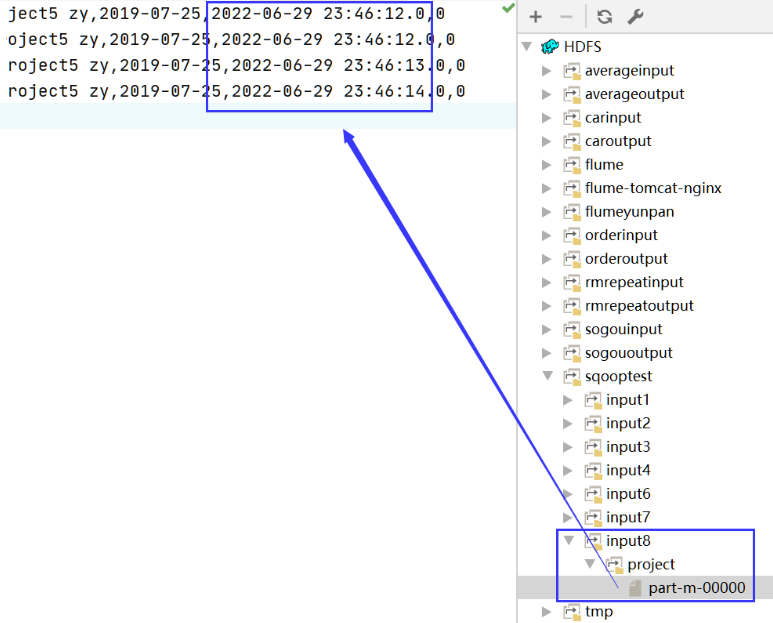 ject5 zy,2019-07-25,2022-06-29 23:46:12.0,0
oject5 zy,2019-07-25,2022-06-29 23:46:12.0,0
roject5 zy,2019-07-25,2022-06-29 23:46:13.0,0
roject5 zy,2019-07-25,2022-06-29 23:46:14.0,0
HDFS
averageinput
averageoutput
carinput
caroutput
flume
flume-tomcat-nginx
flumeyunpan
orderinput
orderoutput
rmrepeatinput
rmrepeatoutput
sogouinput
sogououtput
sqooptest
input1
input2
input3
input4
input6
input7
input8
project
part-m-00000
tmp